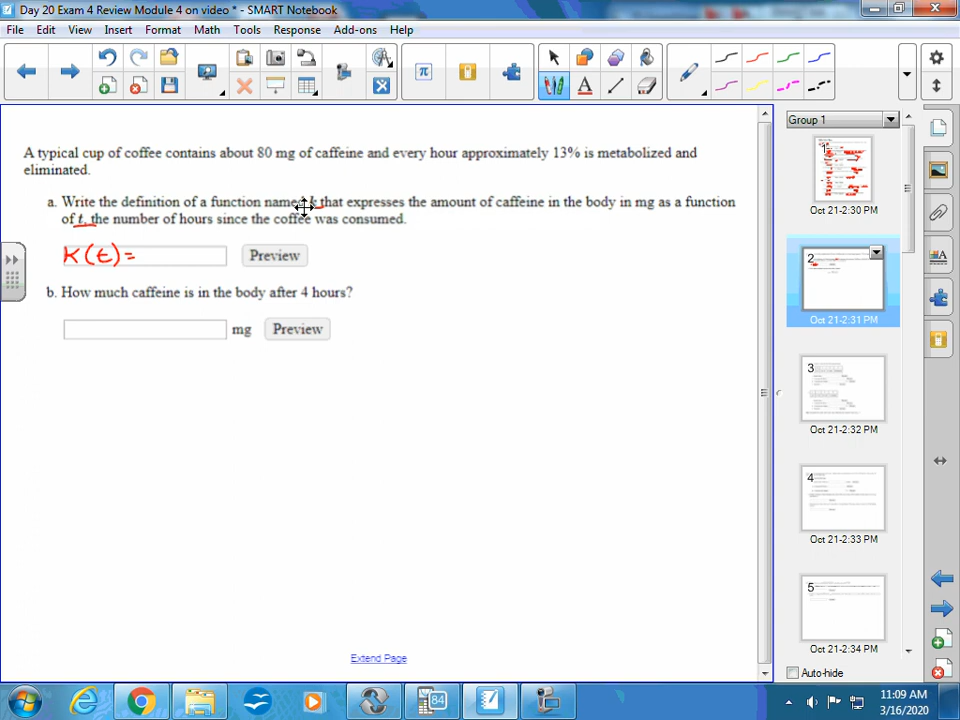 Day 20 Exam 4 Review Module 4 on video * - SMART Notebook
File Edit View Insert Format Math Tools Response Add-ons Help
Group 1
A typical cup of coffee contains about 80 mg of caffeine and every hour approximately 13% is metabolized and
eliminated.
a. Write the definition of a function named k that expresses the amount of caffeine in the body in mg as a function
of t, the number of hours since the coffee was consumed.
K(t)=
Preview
b. How much caffeine is in the body after 4 hours?
mg Preview
Extend Page
1
Oct 21-2:30 PM
2
Oct 21-2:31 PM
3
Oct 21-2:32 PM
4
Oct 21-2:33 PM
5
Oct 21-2:34 PM
Auto-hide
84
11:09 AM
3/16/2020